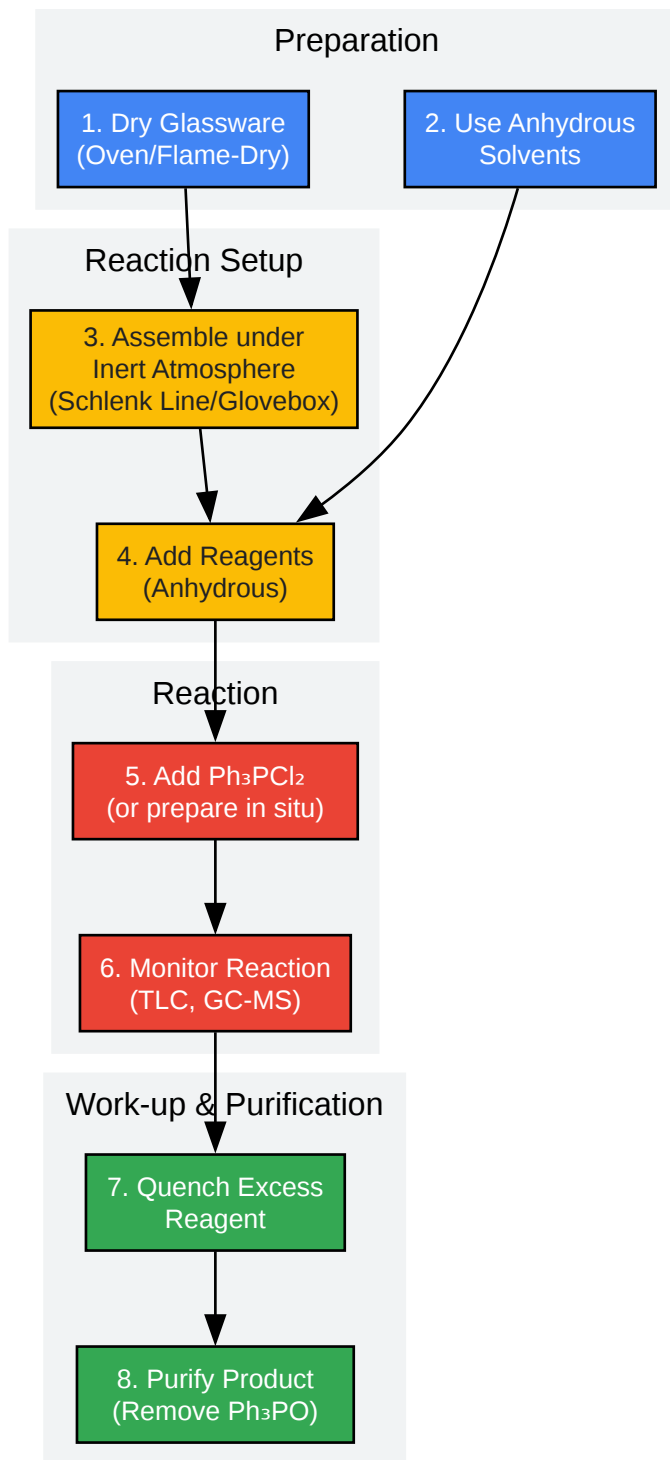 Preparation
1. Dry Glassware
(Oven/Flame-Dry)
2. Use Anhydrous
Solvents
Reaction Setup
3. Assemble under
Inert Atmosphere
(Schlenk Line/Glovebox)
4. Add Reagents
(Anhydrous)
Reaction
5. Add Ph₃PCl₂
(or prepare in situ)
6. Monitor Reaction
(TLC, GC-MS)
Work-up & Purification
7. Quench Excess
Reagent
8. Purify Product
(Remove Ph₃PO)